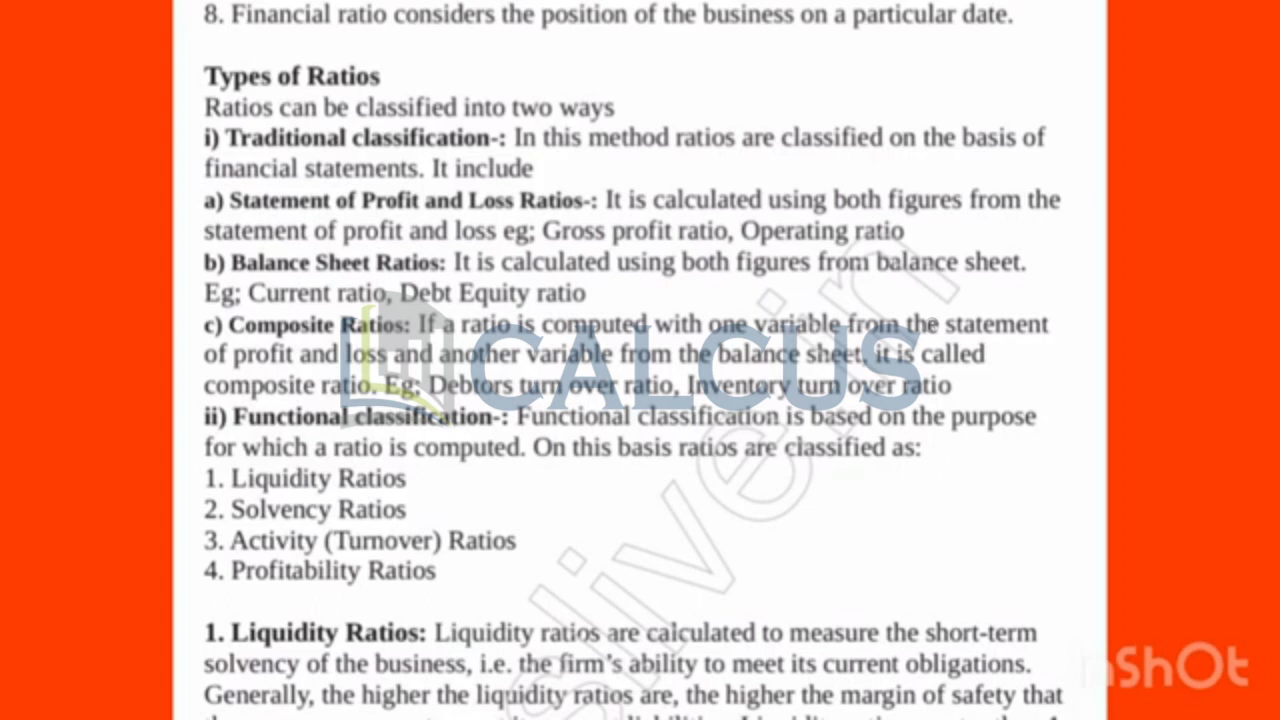 8. Financial ratio considers the position of the business on a particular date.
Types of Ratios
Ratios can be classified into two ways
i) Traditional classification-: In this method ratios are classified on the basis of
financial statements. It include
a) Statement of Profit and Loss Ratios-: It is calculated using both figures from the
statement of profit and loss eg; Gross profit ratio, Operating ratio
b) Balance Sheet Ratios: It is calculated using both figures from balance sheet.
Eg; Current ratio, Debt Equity ratio
c) Composite Ratios: If a ratio is computed with one variable from the statement
of profit and loss and another variable from the balance sheet, it is called
composite ratio. Eg; Debtors turn over ratio, Inventory turn over ratio
CALCUS
ii) Functional classification-: Functional classification is based on the purpose
for which a ratio is computed. On this basis ratios are classified as:
1. Liquidity Ratios
2. Solvency Ratios
3. Activity (Turnover) Ratios
4. Profitability Ratios
1. Liquidity Ratios: Liquidity ratios are calculated to measure the short-term
solvency of the business, i.e. the firm's ability to meet its current obligations.
Generally, the higher the liquidity ratios are, the higher the margin of safety that
InShOt